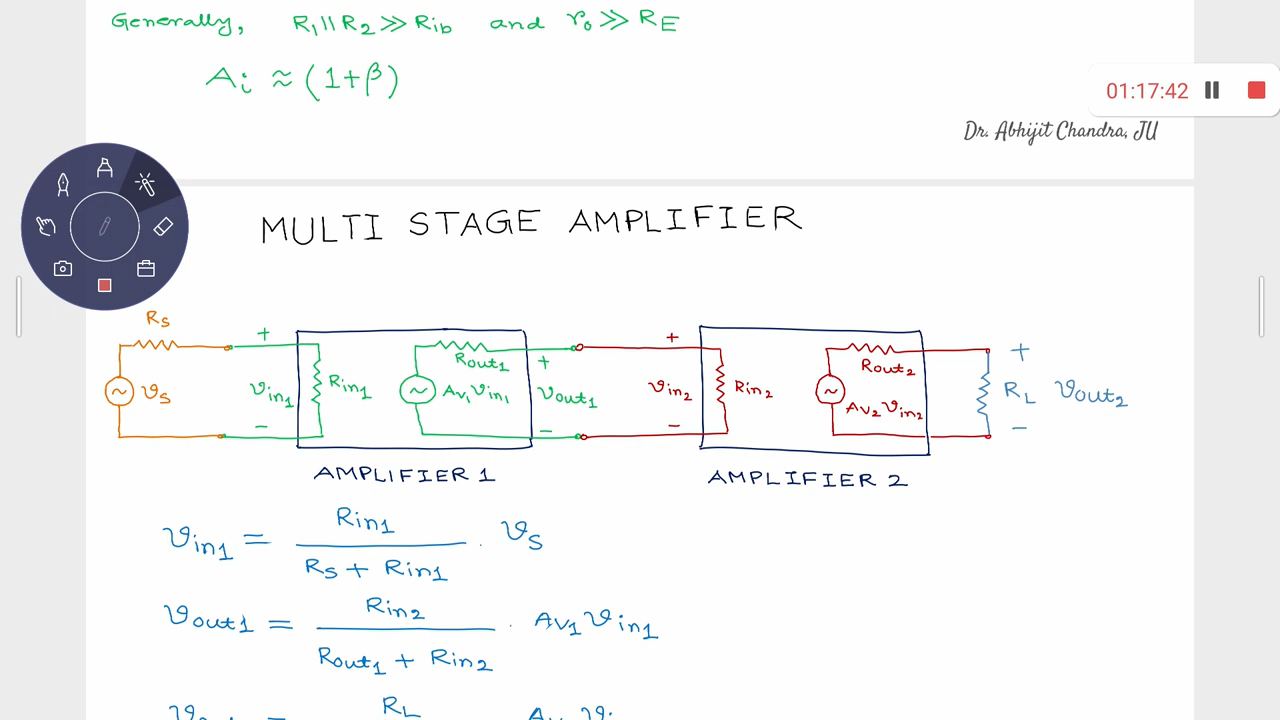 Generally, R1||R2 >> Rib and ro >> RE
Ai ≈ (1+β)
01:17:42
Dr. Abhijit Chandra, JU
MULTI STAGE AMPLIFIER
RS
+
+
+
+
Rout1
Rout2
+
vS
vin1
Rin1
Av1vin1
vout1
vin2
Rin2
Av2vin2
RL
vout2
−
−
−
−
AMPLIFIER 1
AMPLIFIER 2
vin1 = Rin1 / (RS + Rin1) . vS
vout1 = Rin2 / (Rout1 + Rin2) . Av1vin1
RL